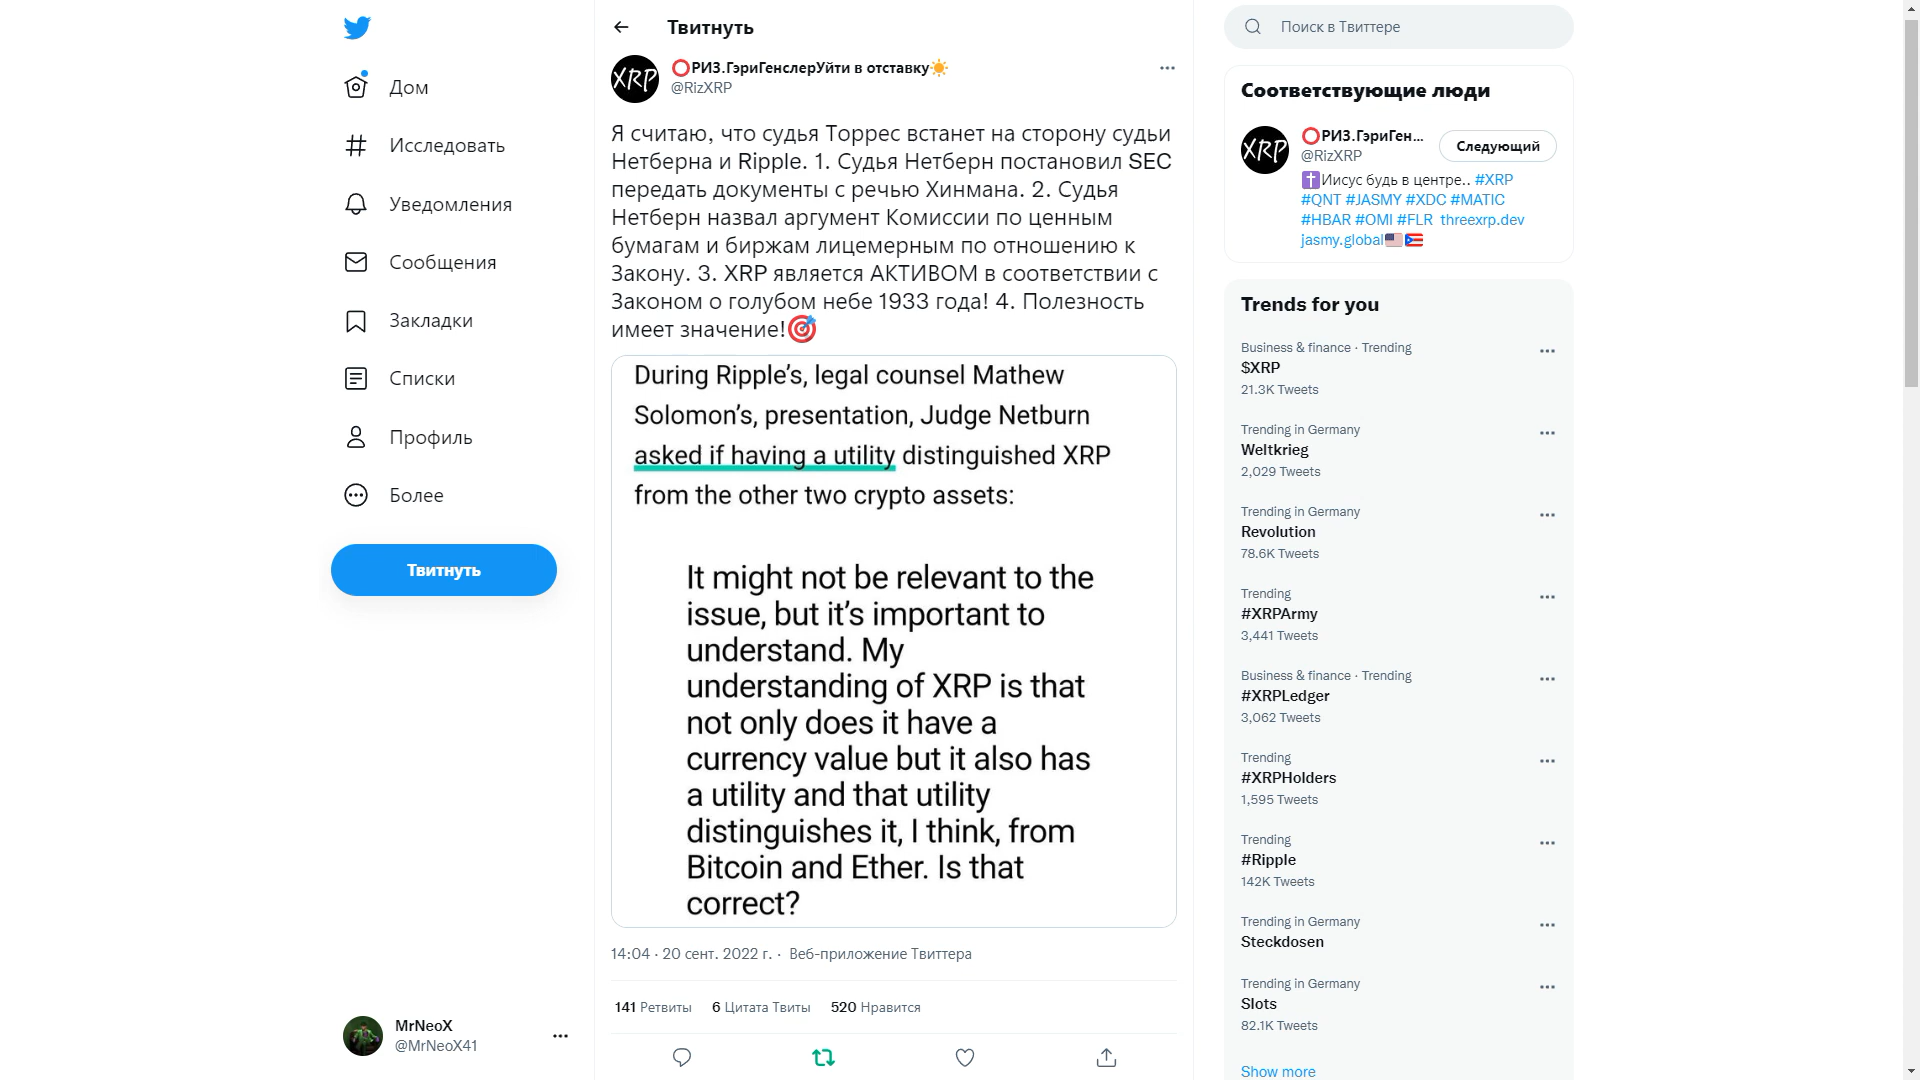 Дом
Исследовать
Уведомления
Сообщения
Закладки
Списки
Профиль
Более
Твитнуть
MrNeoX
@MrNeoX41
Твитнуть
XRP
РИЗ.ГэриГенслерУйти в отставку
@RizXRP
Я считаю, что судья Торрес встанет на сторону судьи
Нетберна и Ripple. 1. Судья Нетберн постановил SEC
передать документы с речью Хинмана. 2. Судья
Нетберн назвал аргумент Комиссии по ценным
бумагам и биржам лицемерным по отношению к
Закону. 3. XRP является АКТИВОМ в соответствии с
Законом о голубом небе 1933 года! 4. Полезность
имеет значение!🎯
During Ripple’s, legal counsel Mathew
Solomon’s, presentation, Judge Netburn
asked if having a utility distinguished XRP
from the other two crypto assets:
It might not be relevant to the
issue, but it’s important to
understand. My
understanding of XRP is that
not only does it have a
currency value but it also has
a utility and that utility
distinguishes it, I think, from
Bitcoin and Ether. Is that
correct?
14:04 · 20 сент. 2022 г. · Веб-приложение Твиттера
141 Ретвиты 6 Цитата Твиты 520 Нравится
Поиск в Твиттере
Соответствующие люди
XRP
РИЗ.ГэриГен...
@RizXRP
Следующий
Иисус будь в центре.. #XRP
#QNT #JASMY #XDC #MATIC
#HBAR #OMI #FLR threexrp.dev
jasmy.global
Trends for you
Business & finance · Trending
$XRP
21.3K Tweets
Trending in Germany
Weltkrieg
2,029 Tweets
Trending in Germany
Revolution
78.6K Tweets
Trending
#XRPArmy
3,441 Tweets
Business & finance · Trending
#XRPLedger
3,062 Tweets
Trending
#XRPHolders
1,595 Tweets
Trending
#Ripple
142K Tweets
Trending in Germany
Steckdosen
Trending in Germany
Slots
82.1K Tweets
Show more